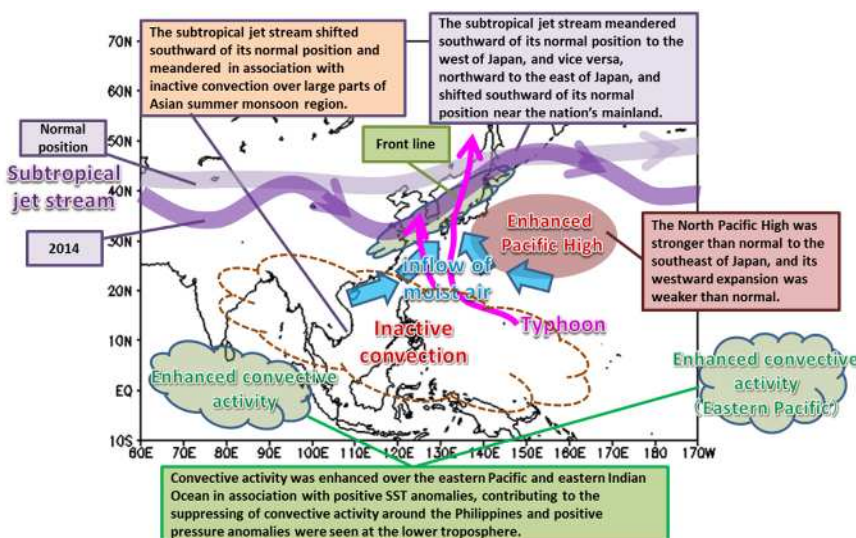 The subtropical jet stream shifted
southward of its normal position and
meandered in association with
inactive convection over large parts of
Asian summer monsoon region.
The subtropical jet stream meandered
southward of its normal position to the
west of Japan, and vice versa,
northward to the east of Japan, and
shifted southward of its normal
position near the nation's mainland.
70N
60N
50N
40N
30N
20N
10N
EQ
10S
Normal
position
Subtropical
jet stream
2014
Front line
Enhanced
Pacific High
The North Pacific High was
stronger than normal to the
southeast of Japan, and its
westward expansion was
weaker than normal.
inflow of
moist air
Typhoon
Inactive
convection
Enhanced convective
activity
Enhanced convective
activity
(Eastern Pacific)
60E 70E 80E 90E 100E 110E 120E 130E 140E 150E 160E 170E 180 170W
Convective activity was enhanced over the eastern Pacific and eastern Indian
Ocean in association with positive SST anomalies, contributing to the
suppressing of convective activity around the Philippines and positive
pressure anomalies were seen at the lower troposphere.